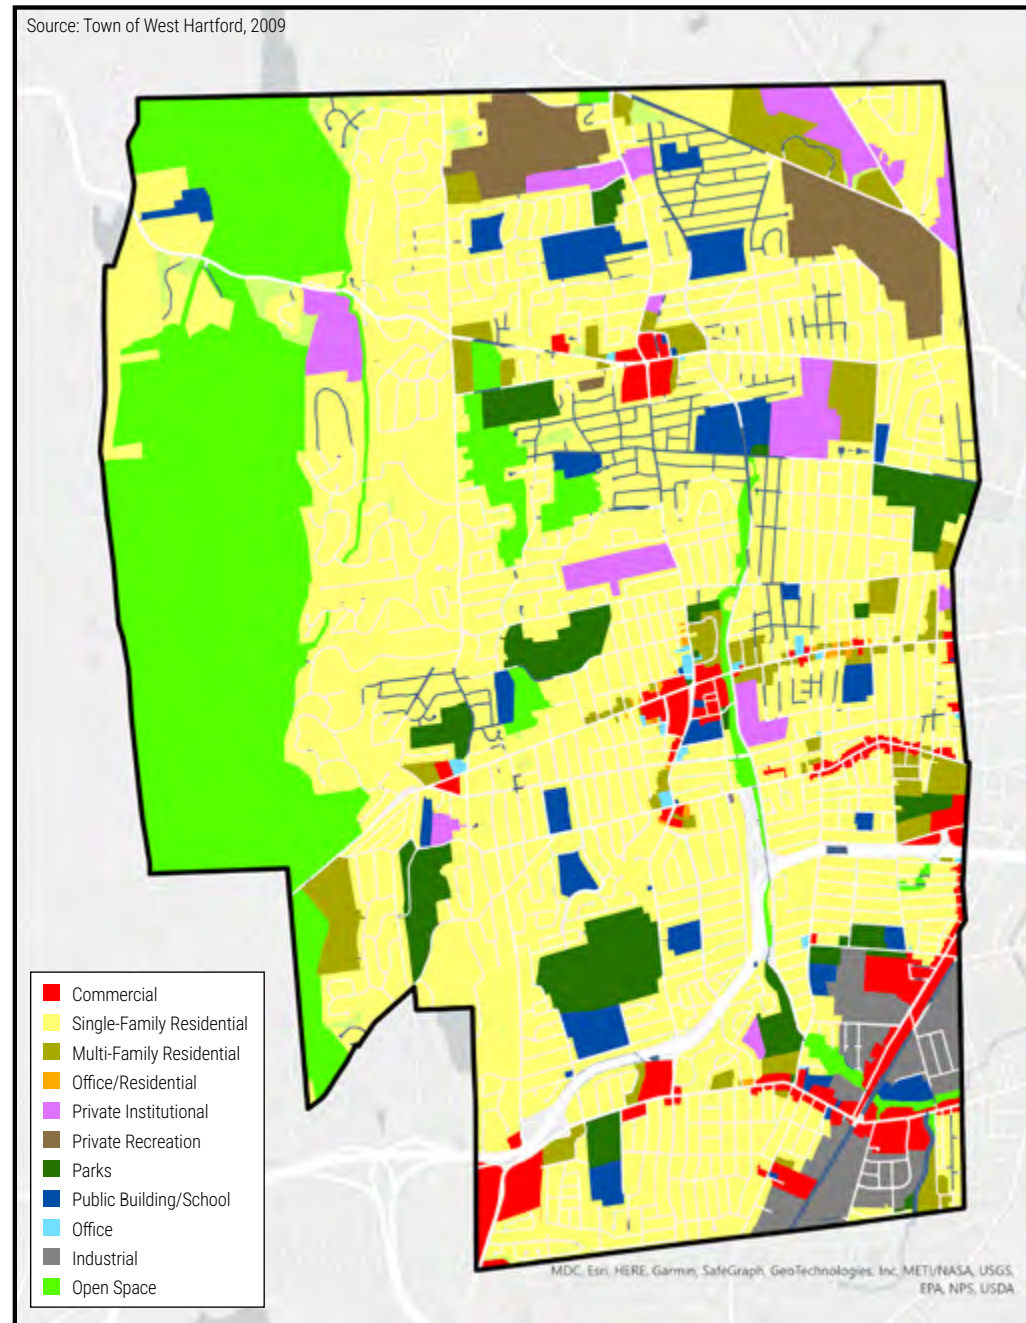 Source: Town of West Hartford, 2009
Commercial
Single-Family Residential
Multi-Family Residential
Office/Residential
Private Institutional
Private Recreation
Parks
Public Building/School
Office
Industrial
Open Space
MDC, Esri, HERE, Garmin, SafeGraph, GeoTechnologies, Inc, METI/NASA, USGS,
EPA, NPS, USDA